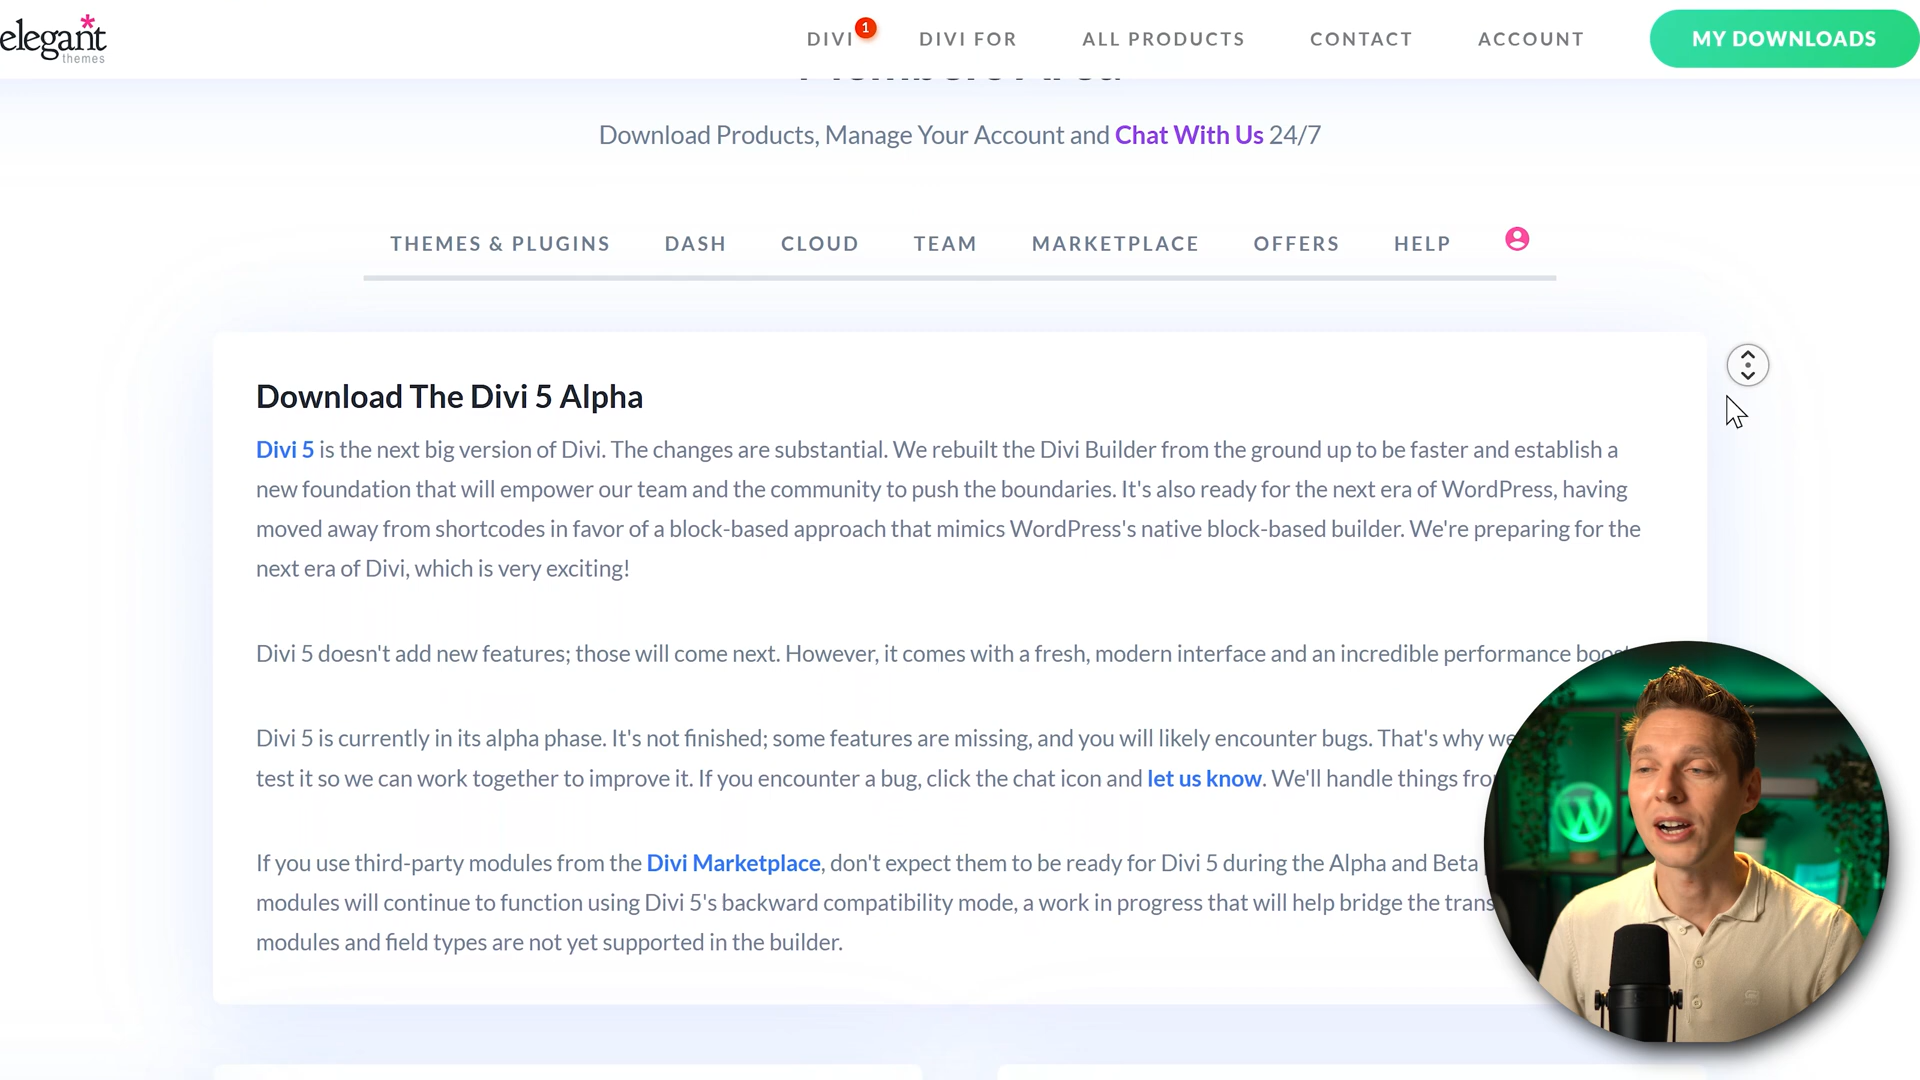 elegant
themes
DIVI 1 DIVI FOR ALL PRODUCTS CONTACT ACCOUNT MY DOWNLOADS
Download Products, Manage Your Account and Chat With Us 24/7
THEMES & PLUGINS DASH CLOUD TEAM MARKETPLACE OFFERS HELP
Download The Divi 5 Alpha
Divi 5 is the next big version of Divi. The changes are substantial. We rebuilt the Divi Builder from the ground up to be faster and establish a
new foundation that will empower our team and the community to push the boundaries. It's also ready for the next era of WordPress, having
moved away from shortcodes in favor of a block-based approach that mimics WordPress's native block-based builder. We're preparing for the
next era of Divi, which is very exciting!
Divi 5 doesn't add new features; those will come next. However, it comes with a fresh, modern interface and an incredible performance
Divi 5 is currently in its alpha phase. It's not finished; some features are missing, and you will likely encounter bugs. That's why we
test it so we can work together to improve it. If you encounter a bug, click the chat icon and let us know. We'll handle things
If you use third-party modules from the Divi Marketplace, don't expect them to be ready for Divi 5 during the Alpha and Beta
modules will continue to function using Divi 5's backward compatibility mode, a work in progress that will help bridge the
modules and field types are not yet supported in the builder.